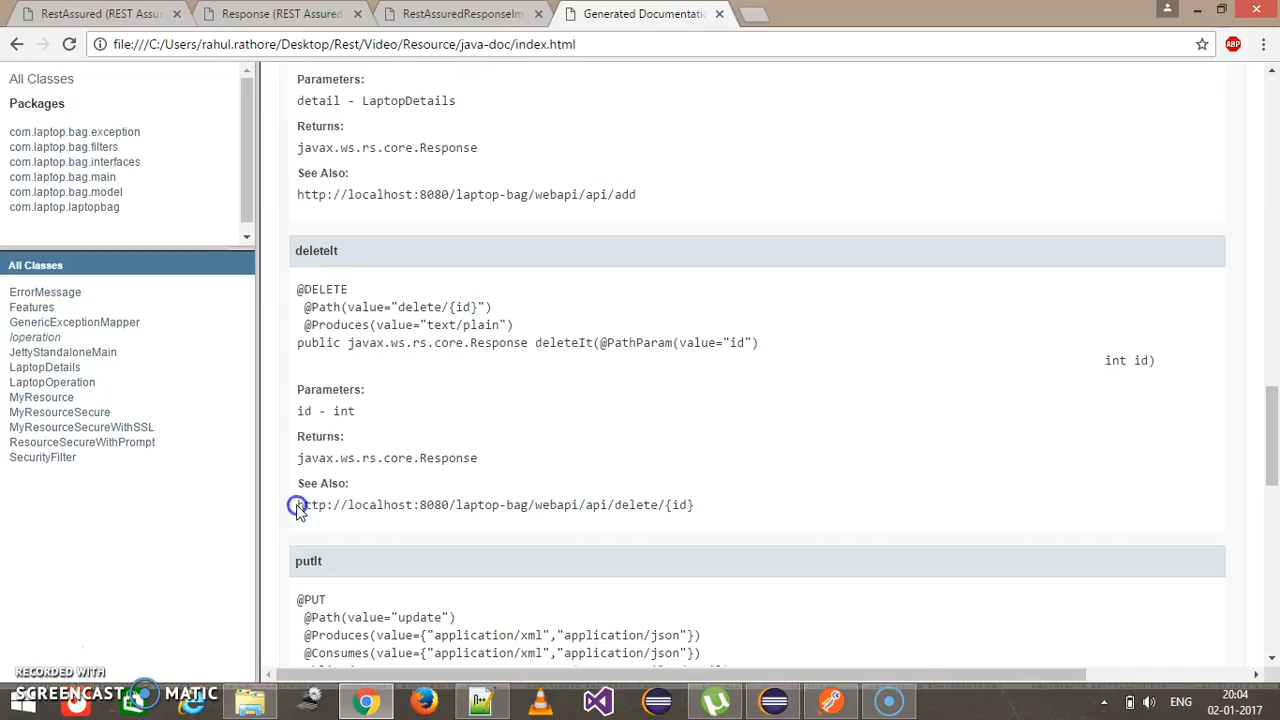 RestAssured (REST Assu
Response (REST Assured
RestAssuredResponseIm
Generated Documentatic
file:///C:/Users/rahul.rathore/Desktop/Rest/Video/Resource/java-doc/index.html
ABP
All Classes
Packages
com.laptop.bag.exception
com.laptop.bag.filters
com.laptop.bag.interfaces
com.laptop.bag.main
com.laptop.bag.model
com.laptop.laptopbag
All Classes
ErrorMessage
Features
GenericExceptionMapper
Ioperation
JettyStandaloneMain
LaptopDetails
LaptopOperation
MyResource
MyResourceSecure
MyResourceSecureWithSSL
ResourceSecureWithPrompt
SecurityFilter
Parameters:
detail - LaptopDetails
Returns:
javax.ws.rs.core.Response
See Also:
http://localhost:8080/laptop-bag/webapi/api/add
deleteIt
@DELETE
@Path(value="delete/{id}")
@Produces(value="text/plain")
public javax.ws.rs.core.Response deleteIt(@PathParam(value="id")
int id)
Parameters:
id - int
Returns:
javax.ws.rs.core.Response
See Also:
http://localhost:8080/laptop-bag/webapi/api/delete/{id}
putIt
@PUT
@Path(value="update")
@Produces(value={"application/xml","application/json"})
@Consumes(value={"application/xml","application/json"})
RECORDED WITH
SCREENCAST MATIC
ENG
20:04
02-01-2017